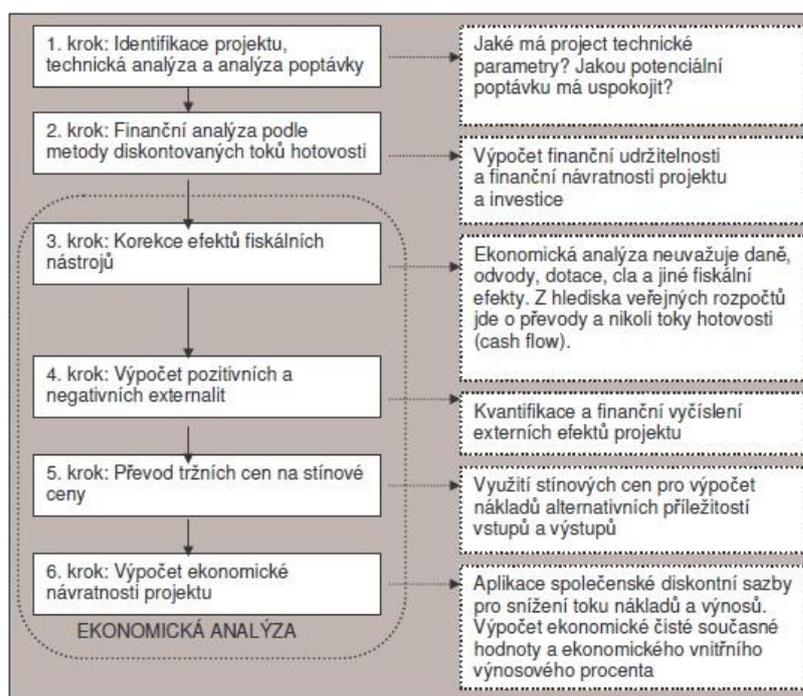 1. krok: Identifikace projektu,
technická analýza a analýza poptávky
Jaké má project technické
parametry? Jakou potenciální
poptávku má uspokojit?
2. krok: Finanční analýza podle
metody diskontovaných toků hotovosti
Výpočet finanční udržitelnosti
a finanční návratnosti projektu
a investice
3. krok: Korekce efektů fiskálních
nástrojů
Ekonomická analýza neuvažuje daně,
odvody, dotace, cla a jiné fiskální
efekty. Z hlediska veřejných rozpočtů
jde o převody a nikoli toky hotovosti
(cash flow).
4. krok: Výpočet pozitivních a
negativních externalit
Kvantifikace a finanční vyčíslení
externích efektů projektu
5. krok: Převod tržních cen na stínové
ceny
Využití stínových cen pro výpočet
nákladů alternativních příležitostí
vstupů a výstupů
6. krok: Výpočet ekonomické
návratnosti projektu
Aplikace společenské diskontní sazby
pro snížení toku nákladů a výnosů.
Výpočet ekonomické čisté současné
hodnoty a ekonomického vnitřního
výnosového procenta
EKONOMICKÁ ANALÝZA